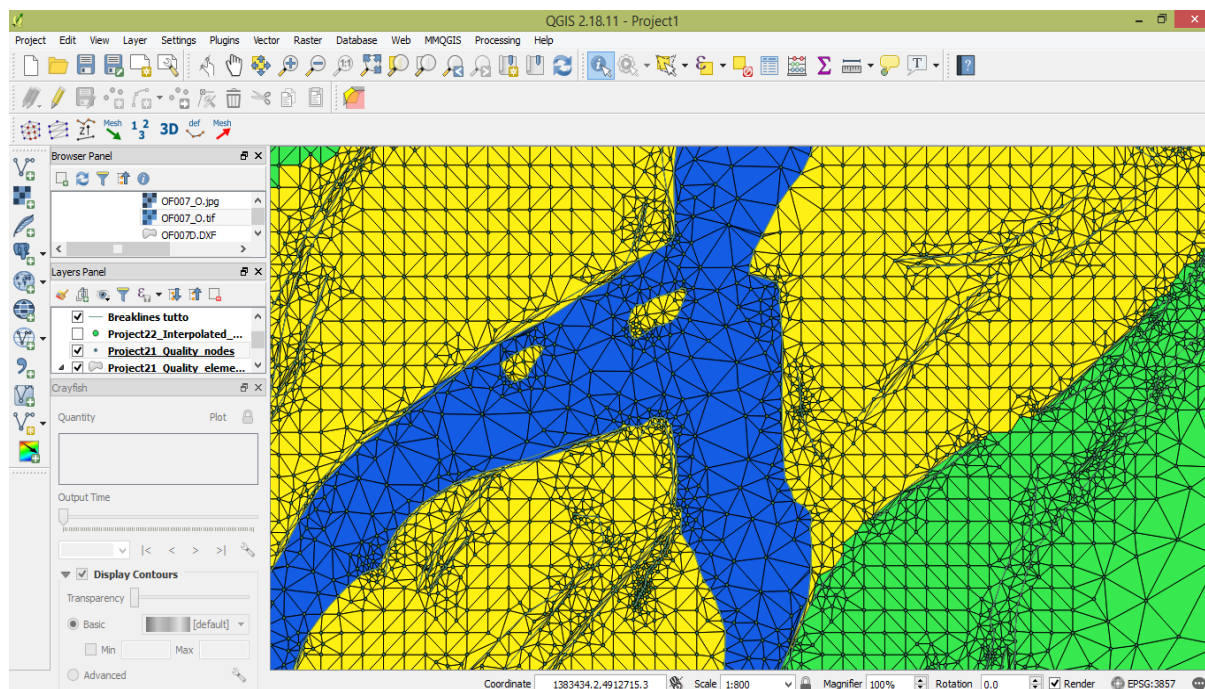 QGIS 2.18.11 - Project1
Project Edit View Layer Settings Plugins Vector Raster Database Web MMQGIS Processing Help
Mesh 1 2 3 3D def Mesh
Browser Panel
OF007_O.jpg
OF007_O.tif
OF007D.DXF
Layers Panel
Breaklines tutto
Project22_Interpolated_...
Project21_Quality_nodes
Project21_Quality_eleme...
Crayfish
Quantity Plot
Output Time
|< < > >|
Display Contours
Transparency
Basic [default]
Min Max
Advanced
Coordinate 1383434.2,4912715.3 Scale 1:800 Magnifier 100% Rotation 0.0 Render EPSG:3857